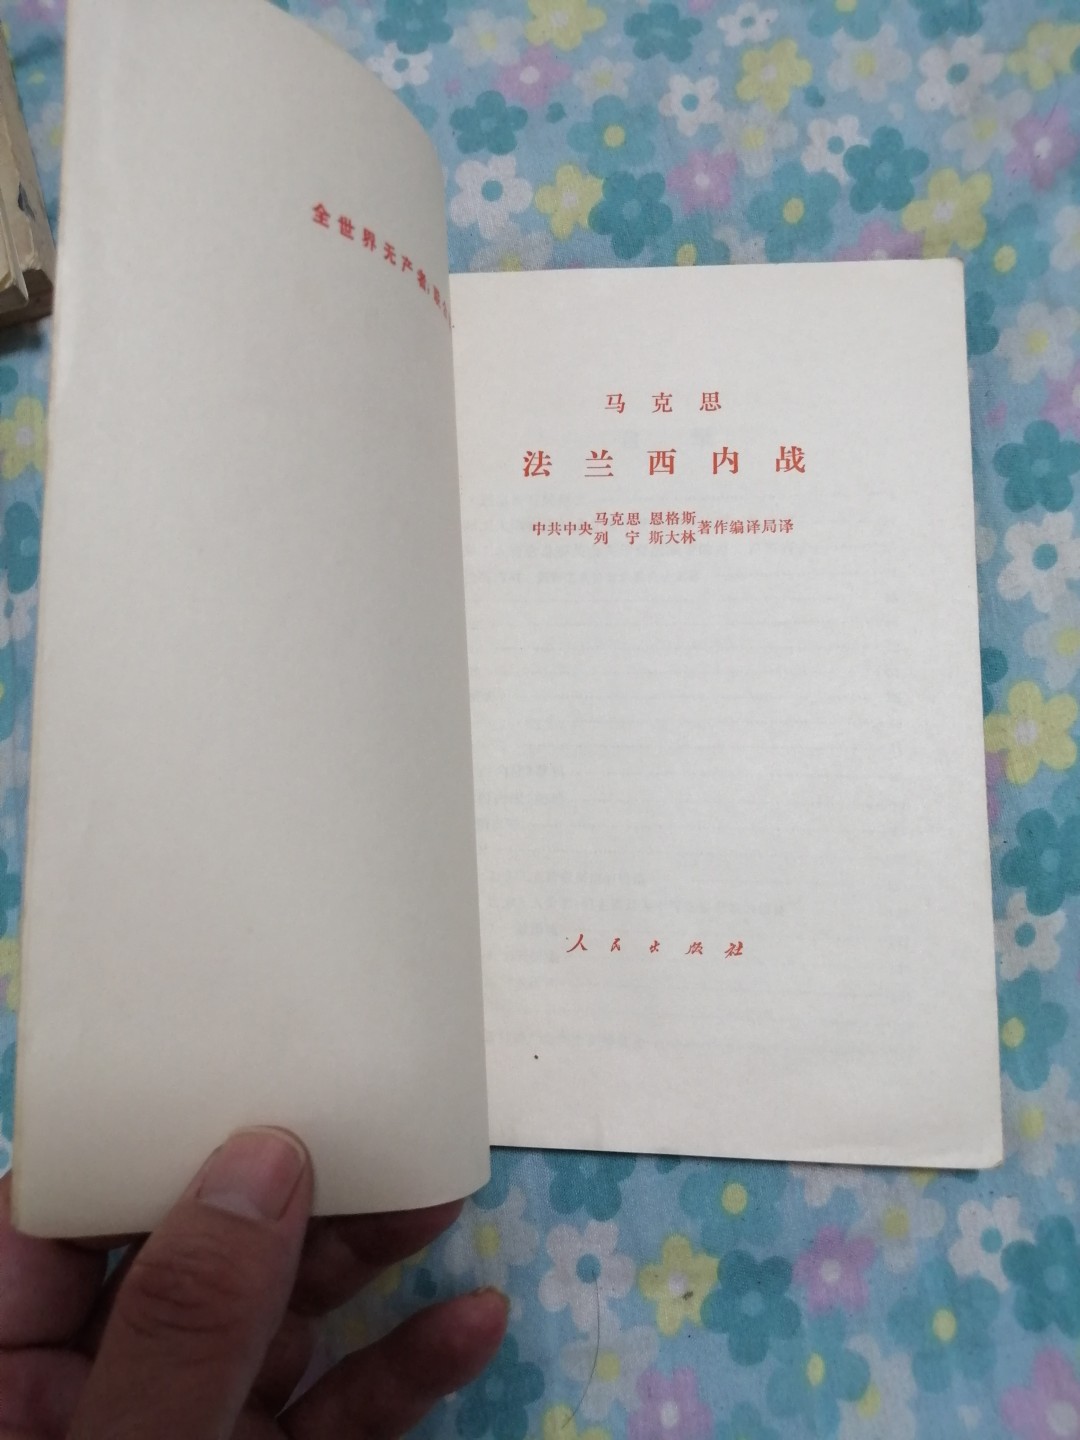 全世界无产者，联合
马克思
法兰西内战
中共中央马克思 恩格斯著作编译局译
列 宁 斯大林
人民出版社